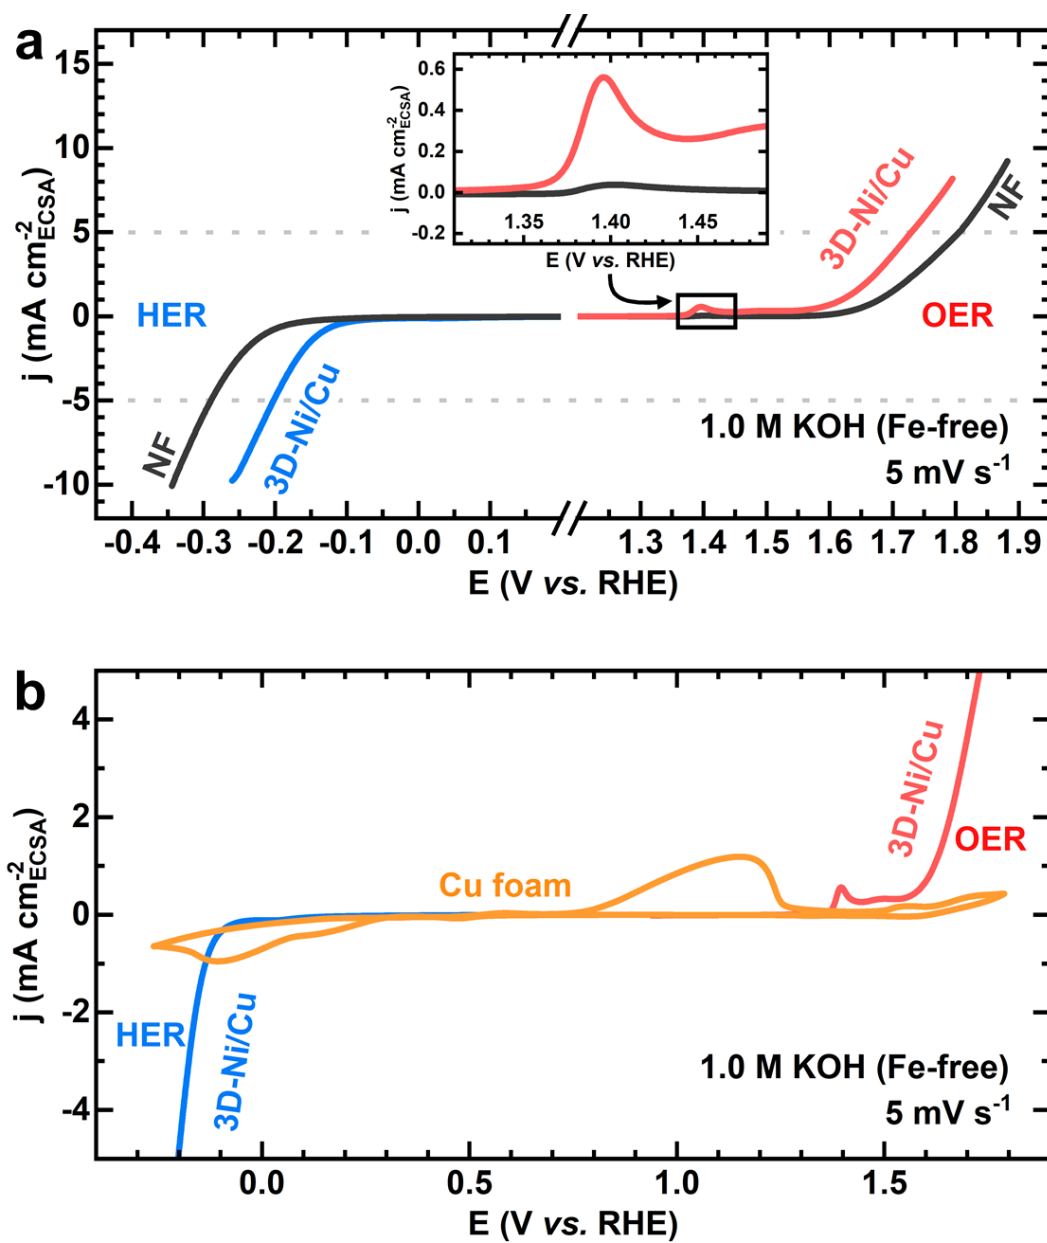 a
15
10
5
0
-5
-10
j (mA cm-2ECSA)
HER
NF
3D-Ni/Cu
3D-Ni/Cu
NF
OER
1.0 M KOH (Fe-free)
5 mV s-1
0.6
0.4
0.2
0.0
-0.2
j (mA cm-2ECSA)
1.35 1.40 1.45
E (V vs. RHE)
-0.4 -0.3 -0.2 -0.1 0.0 0.1 1.3 1.4 1.5 1.6 1.7 1.8 1.9
E (V vs. RHE)
b
4
2
0
-2
-4
j (mA cm-2ECSA)
3D-Ni/Cu
OER
Cu foam
HER
3D-Ni/Cu
1.0 M KOH (Fe-free)
5 mV s-1
0.0 0.5 1.0 1.5
E (V vs. RHE)